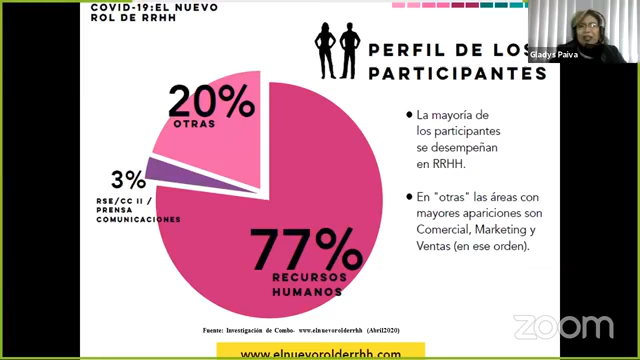 COVID-19:EL NUEVO
ROL DE RRHH
Gladys Paiva
PERFIL DE LOS
PARTICIPANTES
20%
OTRAS
3%
RSE/CC II /
PRENSA
COMUNICACIONES
77%
RECURSOS
HUMANOS
● La mayoría de
los participantes
se desempeñan
en RRHH.
● En "otras" las áreas con
mayores apariciones son
Comercial, Marketing y
Ventas (en ese orden).
Fuente: Investigación de Combo- www.elnuevorolderrhh (Abril2020)
zoom
www.elnuevorolderrhh.com